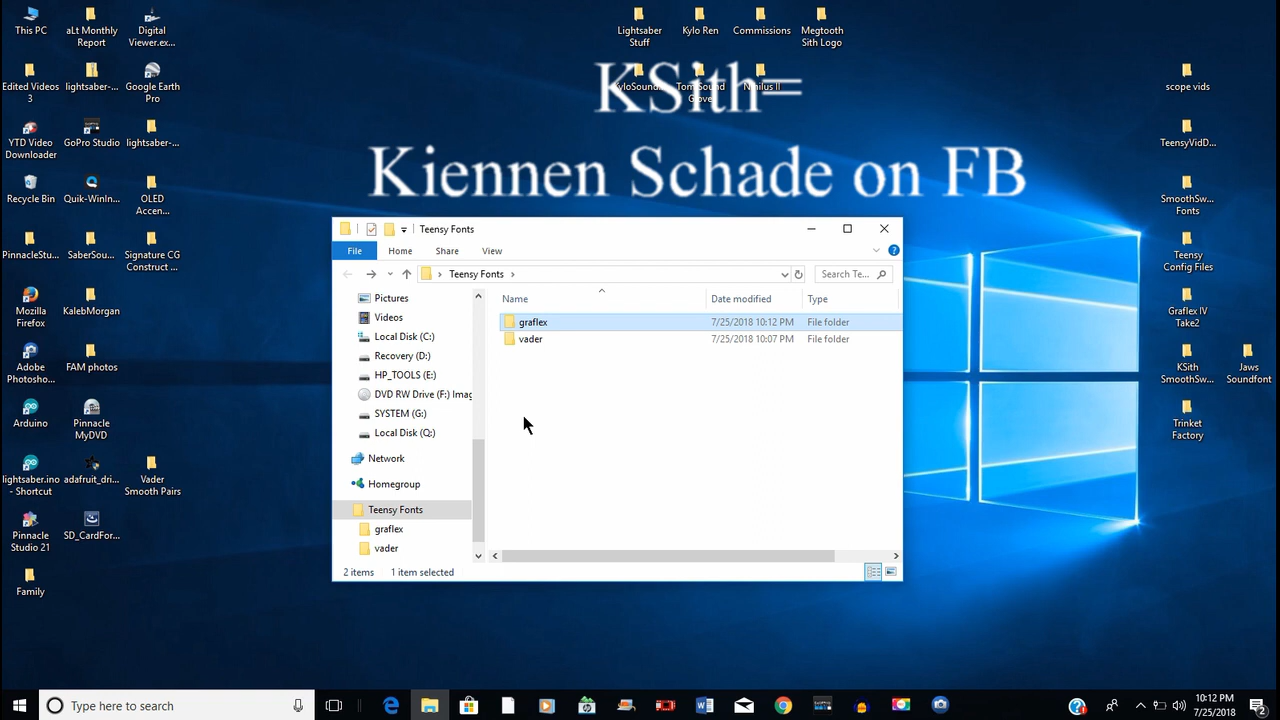 This PC
aLt Monthly
Report
Digital
Viewer.ex...
Lightsaber
Stuff
Kylo Ren
Commissions
Megtooth
Sith Logo
Edited Videos
3
lightsaber-...
Google Earth
Pro
KSith=
scope vids
YTD Video
Downloader
GoPro Studio
lightsaber-...
Kiennen Schade on FB
TeensyVidD...
Recycle Bin
Quik-WinIn...
OLED
Accen...
SmoothSw...
Fonts
PinnacleStu...
SaberSou...
Signature CG
Construct ...
Teensy
Config Files
Mozilla
Firefox
KalebMorgan
Graflex IV
Take2
Adobe
Photosho...
FAM photos
KSith
SmoothSw...
Jaws
Soundfont
Arduino
Pinnacle
MyDVD
Trinket
Factory
lightsaber.ino
- Shortcut
adafruit_dri...
Vader
Smooth Pairs
Pinnacle
Studio 21
SD_CardFor...
Family
Teensy Fonts
File
Home
Share
View
Teensy Fonts
Search Te...
Pictures
Videos
Local Disk (C:)
Recovery (D:)
HP_TOOLS (E:)
DVD RW Drive (F:) Imag
SYSTEM (G:)
Local Disk (Q:)
Network
Homegroup
Teensy Fonts
graflex
vader
Name Date modified Type
graflex 7/25/2018 10:12 PM File folder
vader 7/25/2018 10:07 PM File folder
2 items 1 item selected
Type here to search
10:12 PM
7/25/2018
2